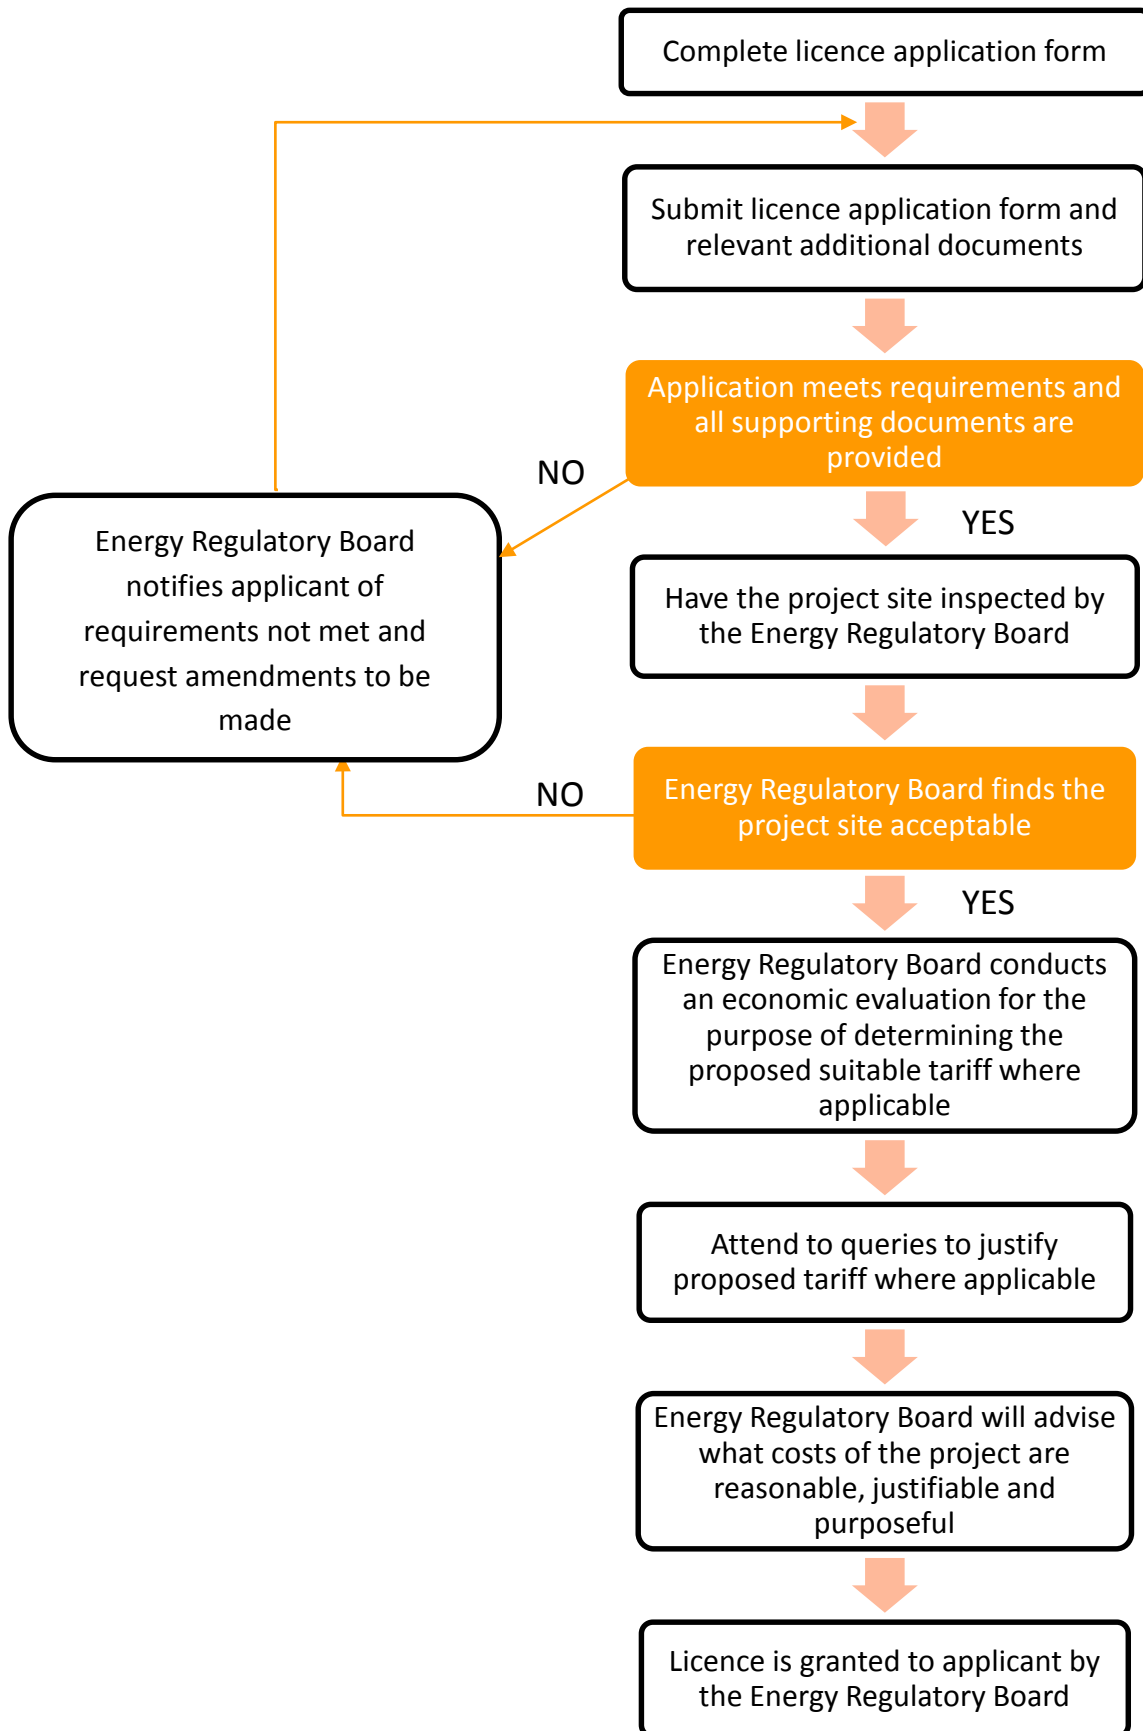 Complete licence application form
Submit licence application form and
relevant additional documents
Application meets requirements and
all supporting documents are
provided
NO
YES
Energy Regulatory Board
notifies applicant of
requirements not met and
request amendments to be
made
Have the project site inspected by
the Energy Regulatory Board
Energy Regulatory Board finds the
project site acceptable
NO
YES
Energy Regulatory Board conducts
an economic evaluation for the
purpose of determining the
proposed suitable tariff where
applicable
Attend to queries to justify
proposed tariff where applicable
Energy Regulatory Board will advise
what costs of the project are
reasonable, justifiable and
purposeful
Licence is granted to applicant by
the Energy Regulatory Board